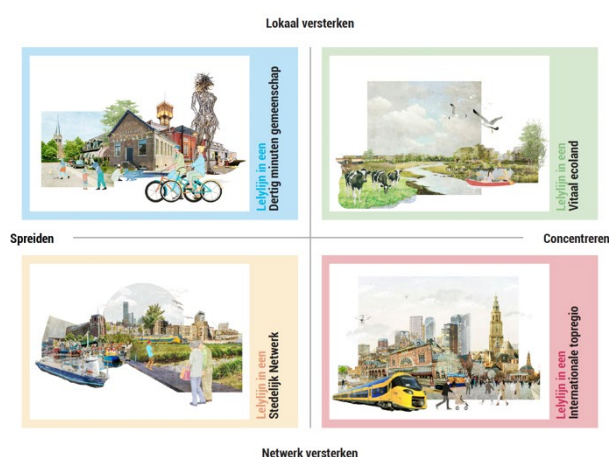 Lokaal versterken
Lelylijn in een
Dertig minuten gemeenschap
Lelylijn in een
Vitaal ecoland
Spreiden
Concentreren
Lelylijn in een
Stedelijk Netwerk
Lelylijn in een
Internationale topregio
Netwerk versterken